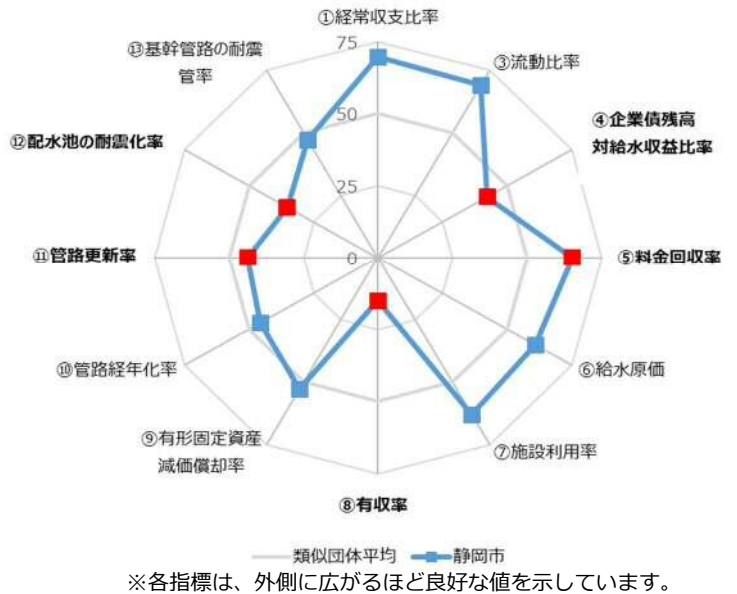 ①経常収支比率
75
50
25
0
③流動比率
④企業債残高
対給水収益比率
⑤料金回収率
⑥給水原価
⑦施設利用率
⑧有収率
⑨有形固定資産
減価償却率
⑩管路経年化率
⑪管路更新率
⑫配水池の耐震化率
⑬基幹管路の耐震
管率
類似団体平均
静岡市
※各指標は、外側に広がるほど良好な値を示しています。